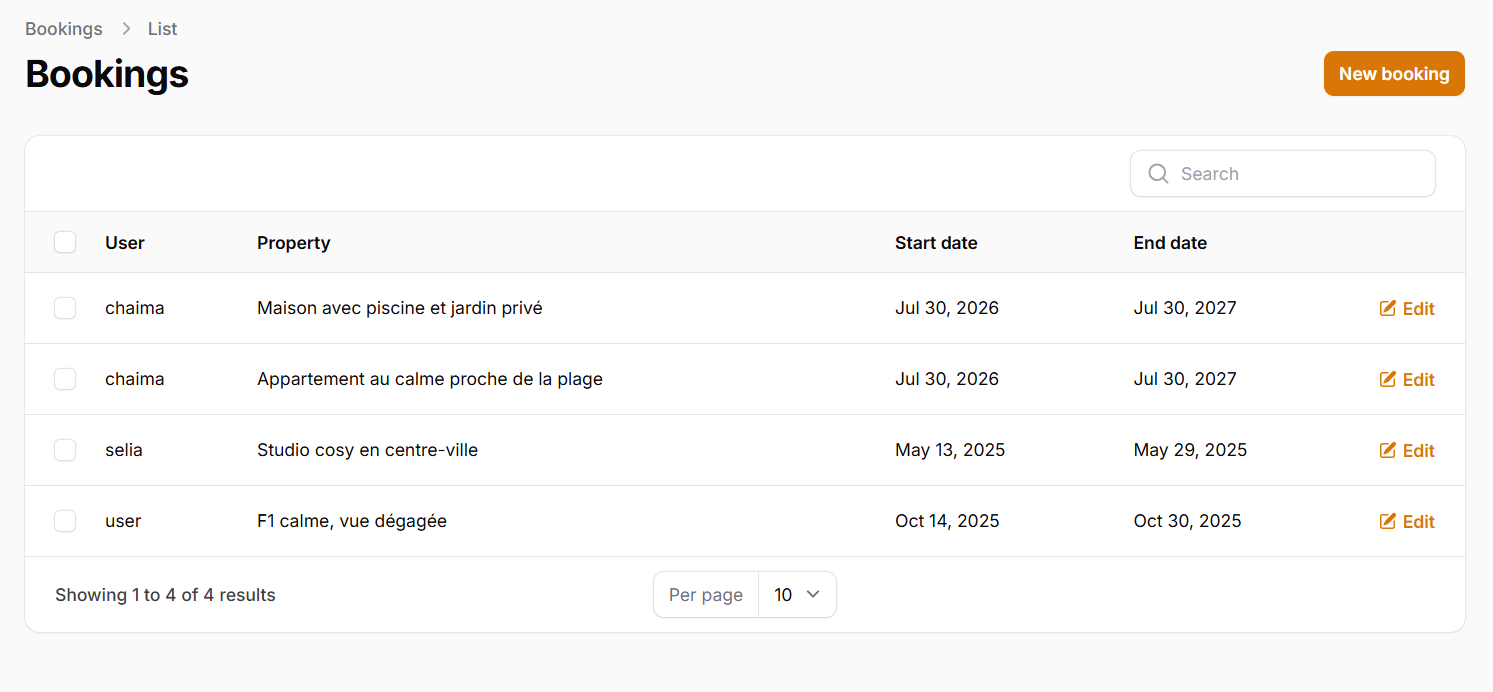 Bookings > List
Bookings
New booking
Search
User Property Start date End date
chaima Maison avec piscine et jardin privé Jul 30, 2026 Jul 30, 2027 Edit
chaima Appartement au calme proche de la plage Jul 30, 2026 Jul 30, 2027 Edit
selia Studio cosy en centre-ville May 13, 2025 May 29, 2025 Edit
user F1 calme, vue dégagée Oct 14, 2025 Oct 30, 2025 Edit
Showing 1 to 4 of 4 results Per page 10